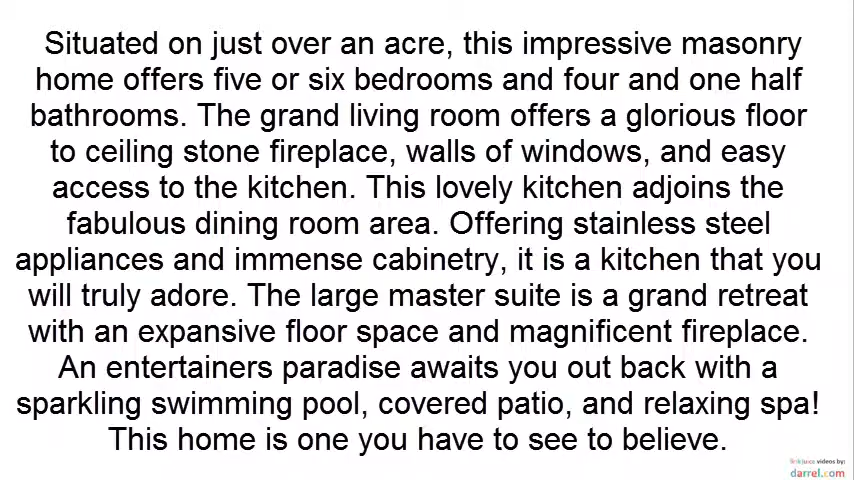 Situated on just over an acre, this impressive masonry
home offers five or six bedrooms and four and one half
bathrooms. The grand living room offers a glorious floor
to ceiling stone fireplace, walls of windows, and easy
access to the kitchen. This lovely kitchen adjoins the
fabulous dining room area. Offering stainless steel
appliances and immense cabinetry, it is a kitchen that you
will truly adore. The large master suite is a grand retreat
with an expansive floor space and magnificent fireplace.
An entertainers paradise awaits you out back with a
sparkling swimming pool, covered patio, and relaxing spa!
This home is one you have to see to believe.
linkjuice videos by:
darrel.com